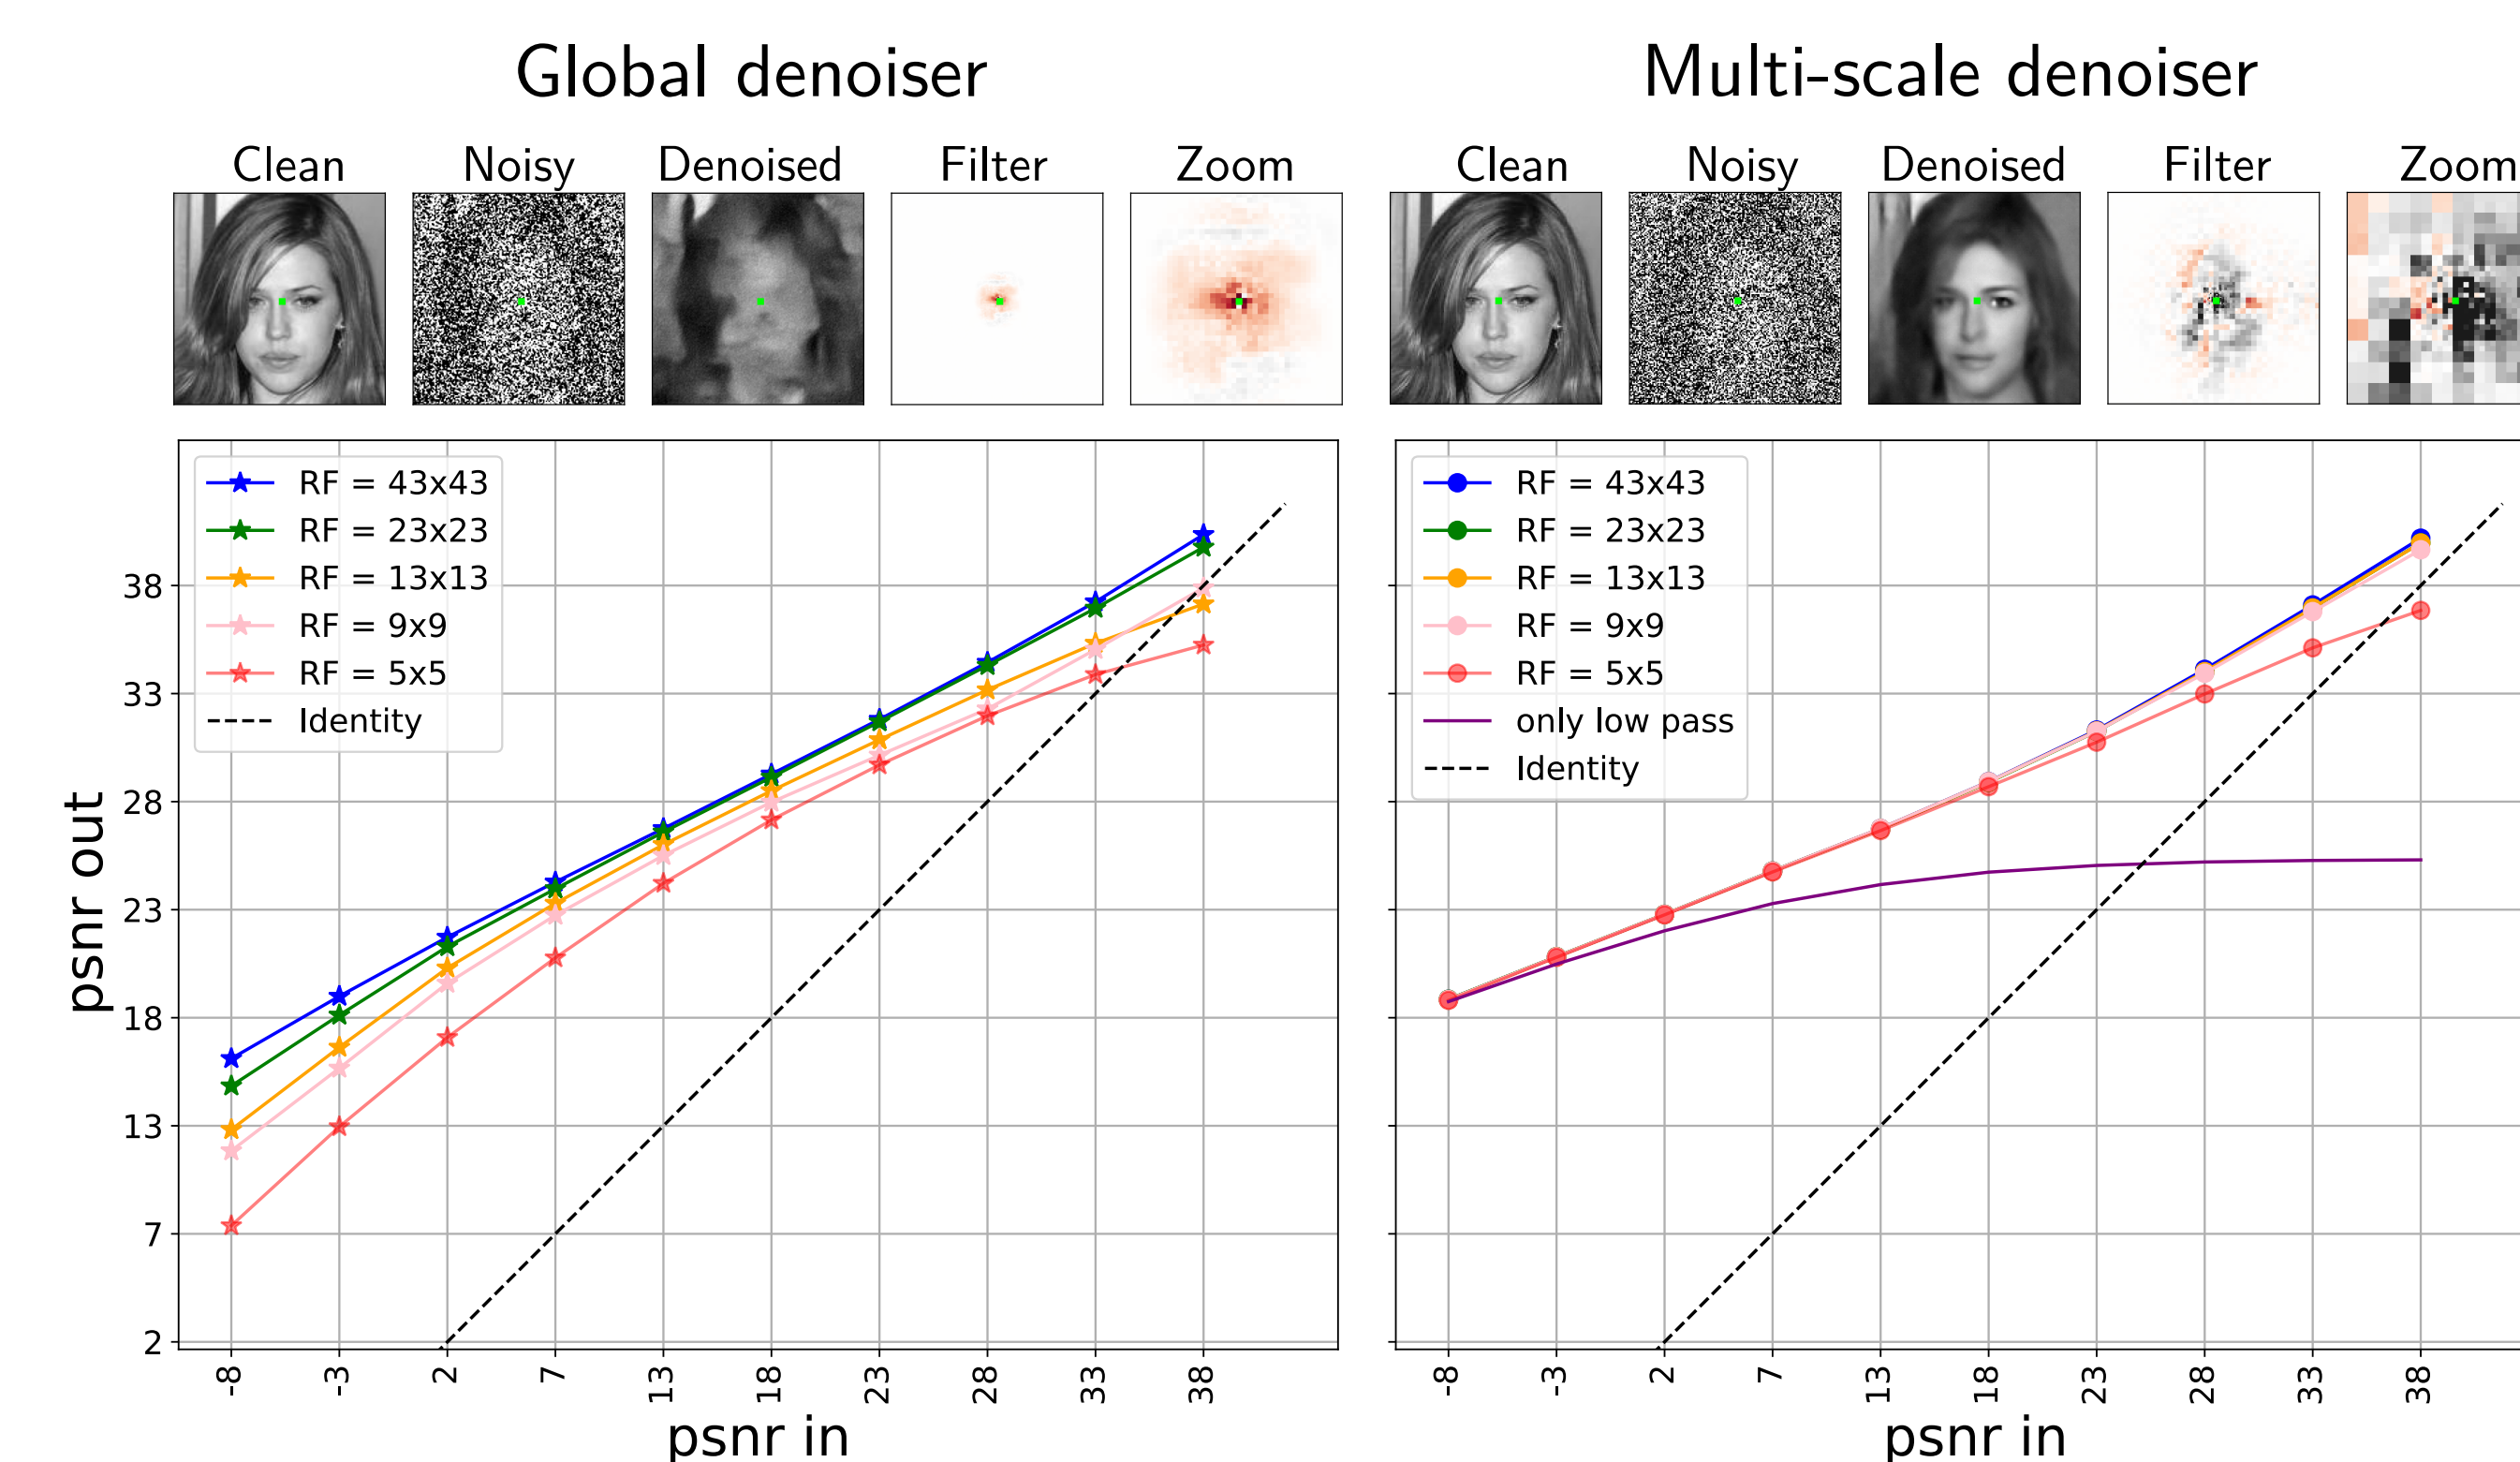 Global denoiser
Clean Noisy Denoised Filter Zoom
RF = 43x43
RF = 23x23
RF = 13x13
RF = 9x9
RF = 5x5
Identity
psnr out
38
33
28
23
18
13
7
2
-8 -3 2 7 13 18 23 28 33 38
psnr in
Multi-scale denoiser
Clean Noisy Denoised Filter Zoom
RF = 43x43
RF = 23x23
RF = 13x13
RF = 9x9
RF = 5x5
only low pass
Identity
-8 -3 2 7 13 18 23 28 33 38
psnr in